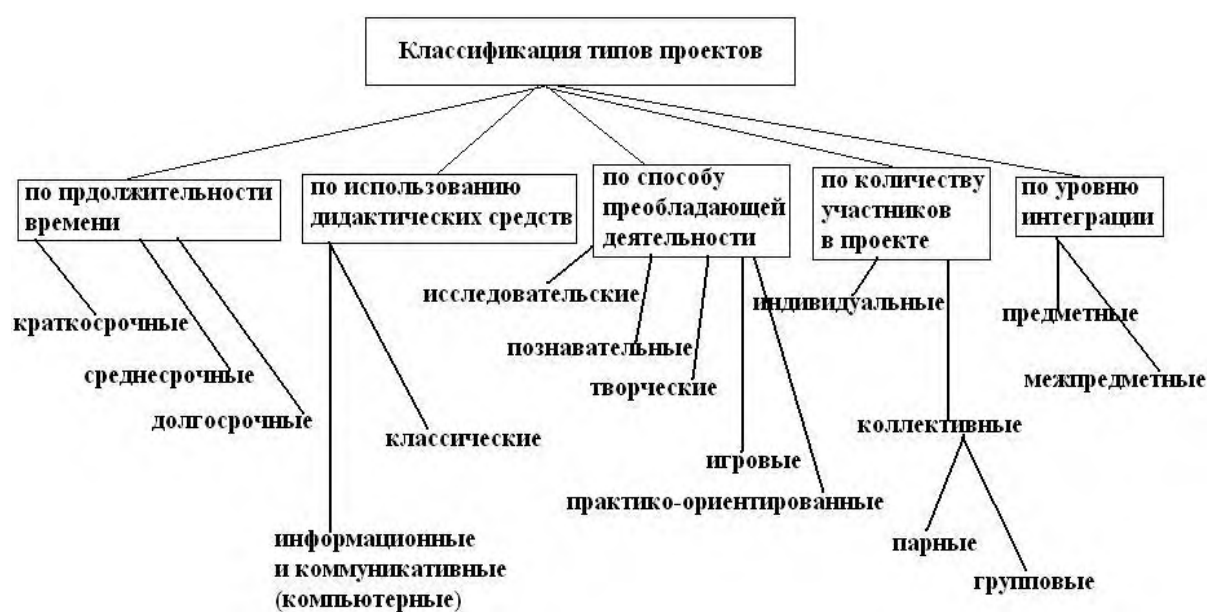 Классификация типов проектов
по прдолжительности
времени
по использованию
дидактических средств
по способу
преобладающей
деятельности
по количеству
участников
в проекте
по уровню
интеграции
краткосрочные
среднесрочные
долгосрочные
классические
информационные
и коммуникативные
(компьютерные)
исследовательские
познавательные
творческие
игровые
практико-ориентированные
индивидуальные
коллективные
парные
групповые
предметные
межпредметные